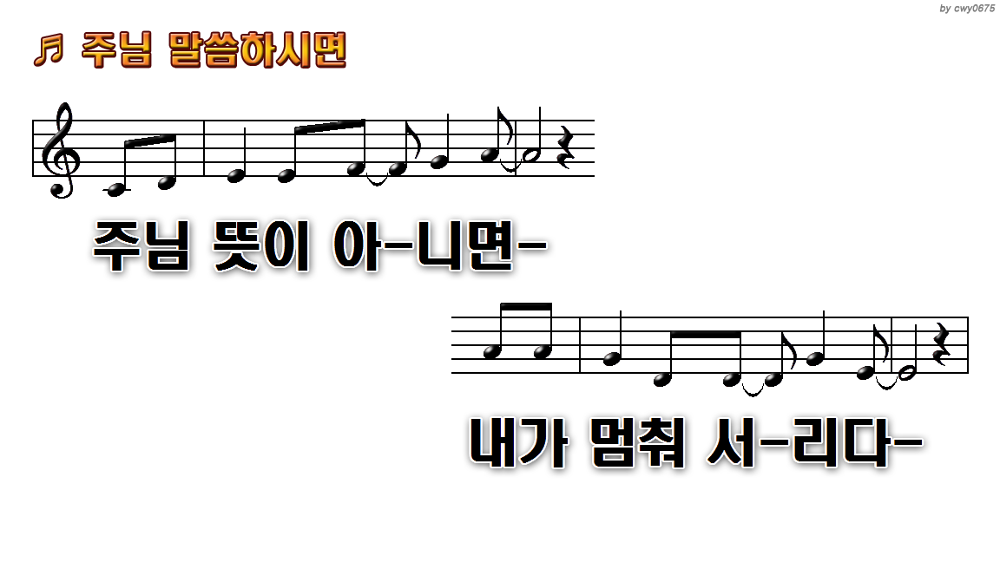 by cwy0675
♬ 주님 말씀하시면
주님 뜻이 아-니면-
내가 멈춰 서-리다-